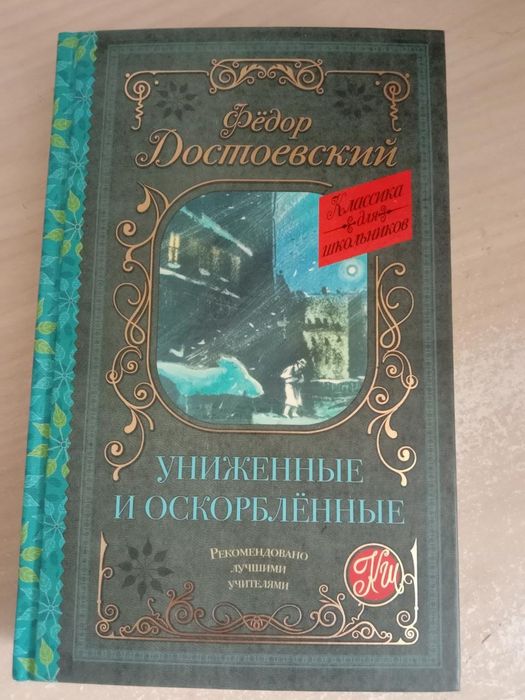 Фёдор
Достоевский
Классика
для
школьников
УНИЖЕННЫЕ
И ОСКОРБЛЁННЫЕ
Рекомендовано
лучшими
учителями
КШ